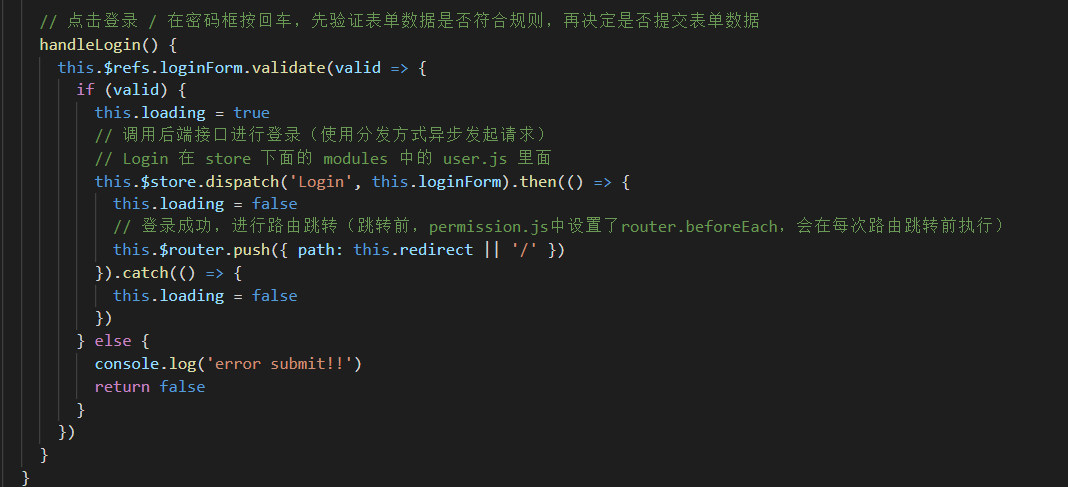 // 点击登录 / 在密码框按回车，先验证表单数据是否符合规则，再决定是否提交表单数据
handleLogin() {
this.$refs.loginForm.validate(valid => {
if (valid) {
this.loading = true
// 调用后端接口进行登录（使用分发方式异步发起请求）
// Login 在 store 下面的 modules 中的 user.js 里面
this.$store.dispatch('Login', this.loginForm).then(() => {
this.loading = false
// 登录成功，进行路由跳转（跳转前，permission.js中设置了router.beforeEach，会在每次路由跳转前执行）
this.$router.push({ path: this.redirect || '/' })
}).catch(() => {
this.loading = false
})
} else {
console.log('error submit!!')
return false
}
})
}
}